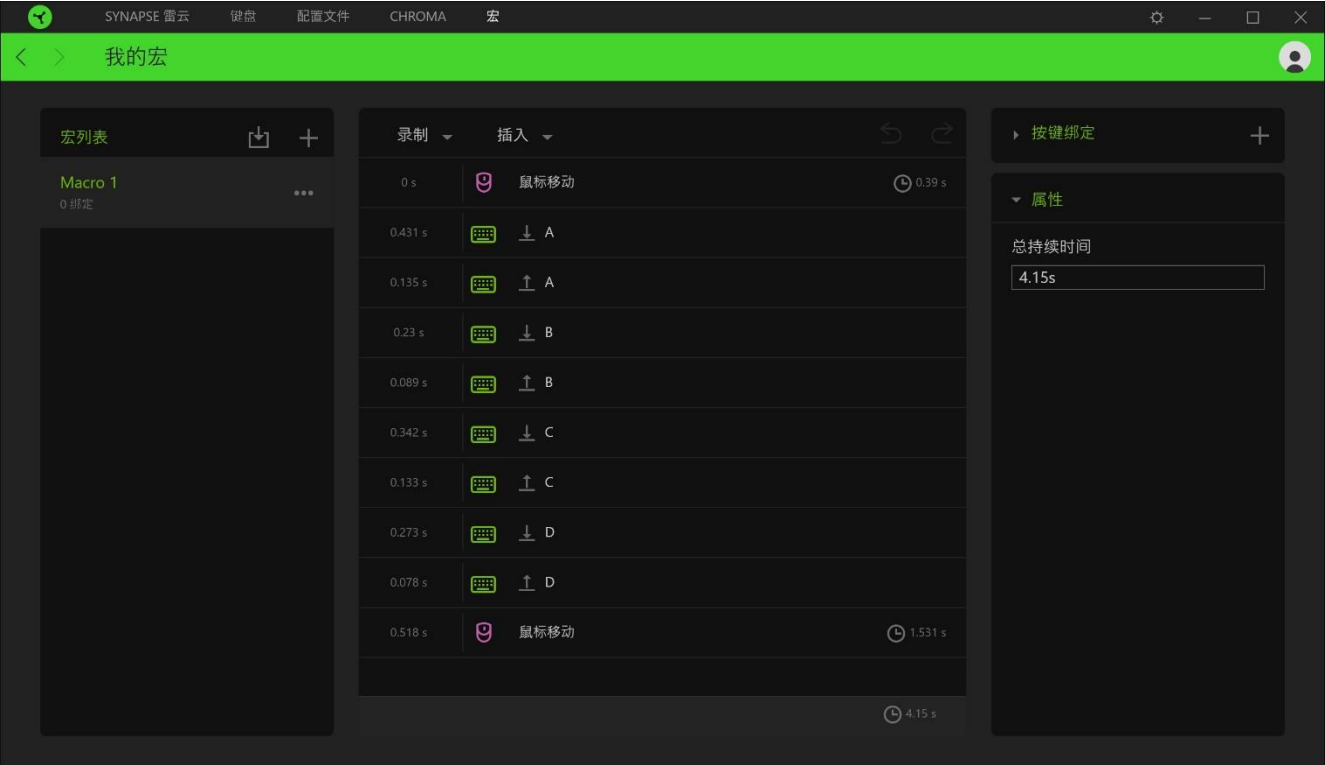 SYNAPSE 雷云 键盘 配置文件 CHROMA 宏
我的宏
宏列表
Macro 1
0 绑定
录制 插入
0 s 鼠标移动 0.39 s
0.431 s A
0.135 s A
0.23 s B
0.089 s B
0.342 s C
0.133 s C
0.273 s D
0.078 s D
0.518 s 鼠标移动 1.531 s
4.15 s
按键绑定
属性
总持续时间
4.15s